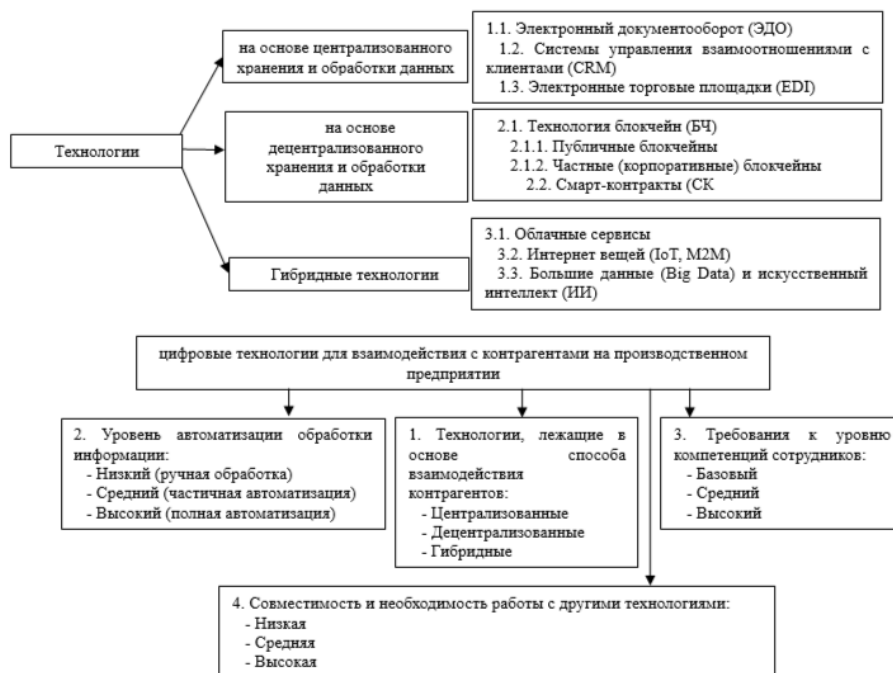 на основе централизованного
хранения и обработки данных
1.1. Электронный документооборот (ЭДО)
1.2. Системы управления взаимоотношениями с
клиентами (CRM)
1.3. Электронные торговые площадки (EDI)
Технологии
на основе
децентрализованного
хранения и обработки
данных
2.1. Технология блокчейн (БЧ)
2.1.1. Публичные блокчейны
2.1.2. Частные (корпоративные) блокчейны
2.2. Смарт-контракты (СК
Гибридные технологии
3.1. Облачные сервисы
3.2. Интернет вещей (IoT, M2M)
3.3. Большие данные (Big Data) и искусственный
интеллект (ИИ)
цифровые технологии для взаимодействия с контрагентами на производственном
предприятии
2. Уровень автоматизации обработки
информации:
- Низкий (ручная обработка)
- Средний (частичная автоматизация)
- Высокий (полная автоматизация)
1. Технологии, лежащие в
основе способа
взаимодействия
контрагентов:
- Централизованные
- Децентрализованные
- Гибридные
3. Требования к уровню
компетенций сотрудников:
- Базовый
- Средний
- Высокий
4. Совместимость и необходимость работы с другими технологиями:
- Низкая
- Средняя
- Высокая